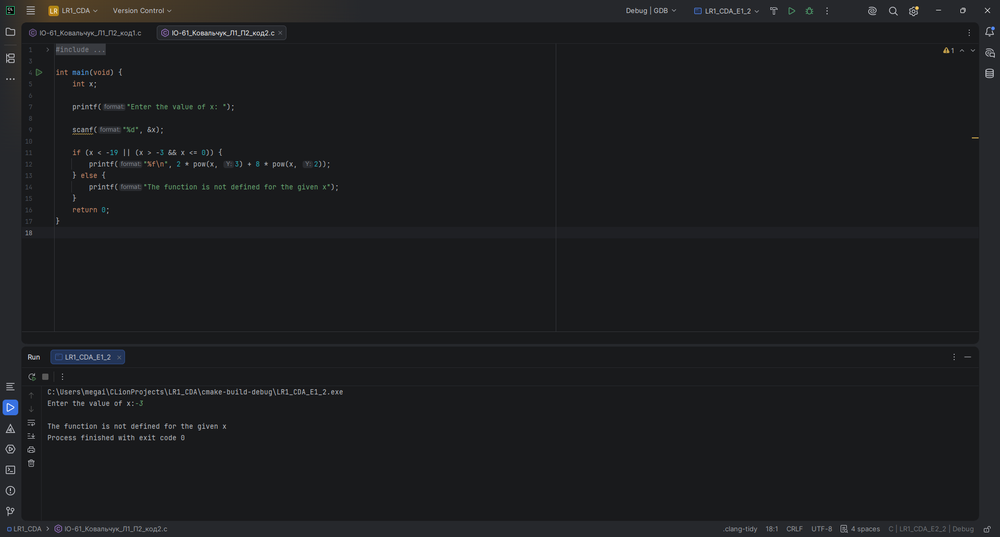 LR LR1_CDA Version Control Debug | GDB LR1_CDA_E1_2
ІО-61_Ковальчук_Л1_П2_код1.c ІО-61_Ковальчук_Л1_П2_код2.c
1 #include ... 1
3
4 int main(void) {
5 int x;
6
7 printf(format:"Enter the value of x: ");
8
9 scanf(format:"%d", &x);
10
11 if (x < -19 || (x > -3 && x <= 0)) {
12 printf(format:"%f\n", 2 * pow(x, Y:3) + 8 * pow(x, Y:2));
13 } else {
14 printf(format:"The function is not defined for the given x");
15 }
16 return 0;
17 }
18
Run LR1_CDA_E1_2
C:\Users\megai\CLionProjects\LR1_CDA\cmake-build-debug\LR1_CDA_E1_2.exe
Enter the value of x:-3
The function is not defined for the given x
Process finished with exit code 0
LR1_CDA ІО-61_Ковальчук_Л1_П2_код2.c .clang-tidy 18:1 CRLF UTF-8 4 spaces C | LR1_CDA_E2_2 | Debug